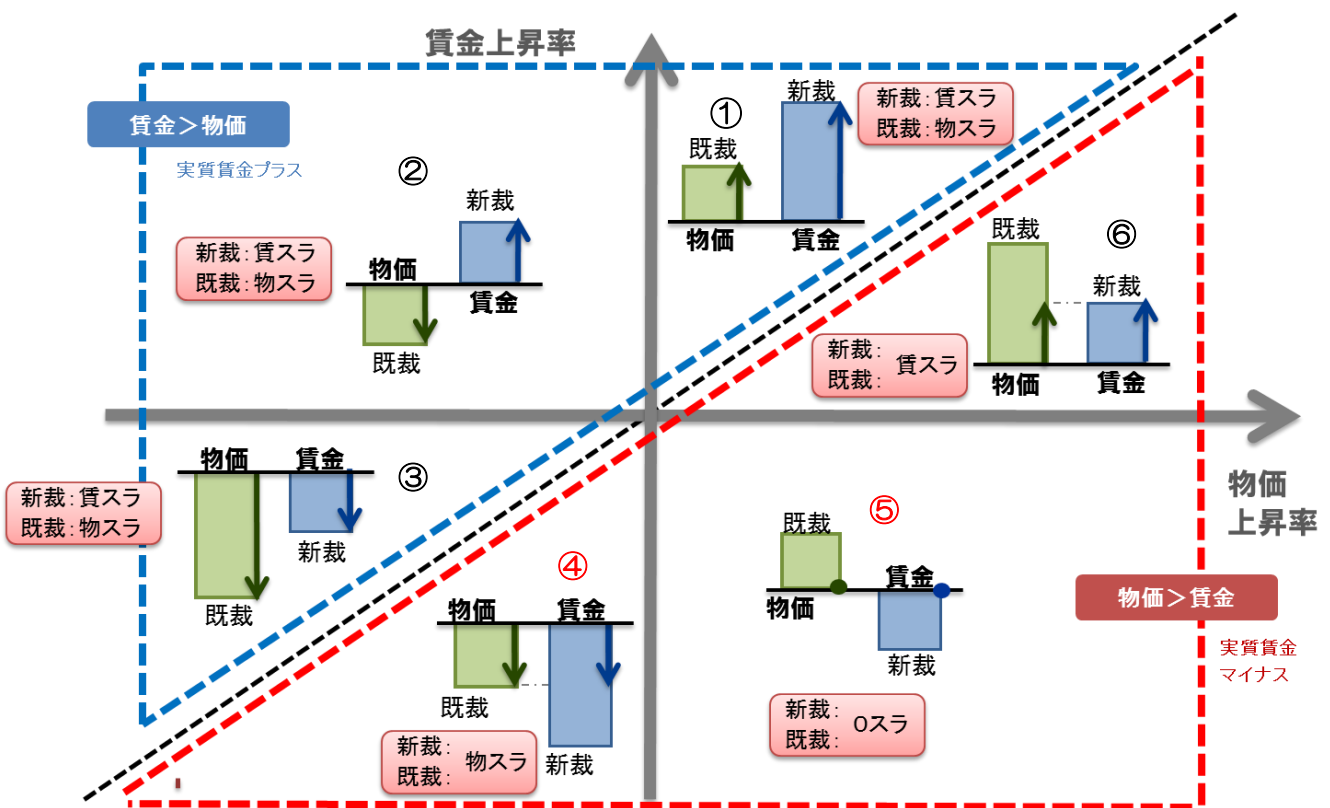 賃金上昇率
賃金＞物価
実質賃金プラス
①
既裁
新裁
物価
賃金
新裁：賃スラ
既裁：物スラ
②
新裁
物価
賃金
既裁
新裁：賃スラ
既裁：物スラ
⑥
既裁
新裁
物価
賃金
新裁：
既裁：
賃スラ
物価
上昇率
③
物価
賃金
新裁
既裁
新裁：賃スラ
既裁：物スラ
④
物価
賃金
既裁
新裁
新裁：
既裁：
物スラ
⑤
既裁
賃金
物価
新裁
新裁：
既裁：
0スラ
物価＞賃金
実質賃金
マイナス